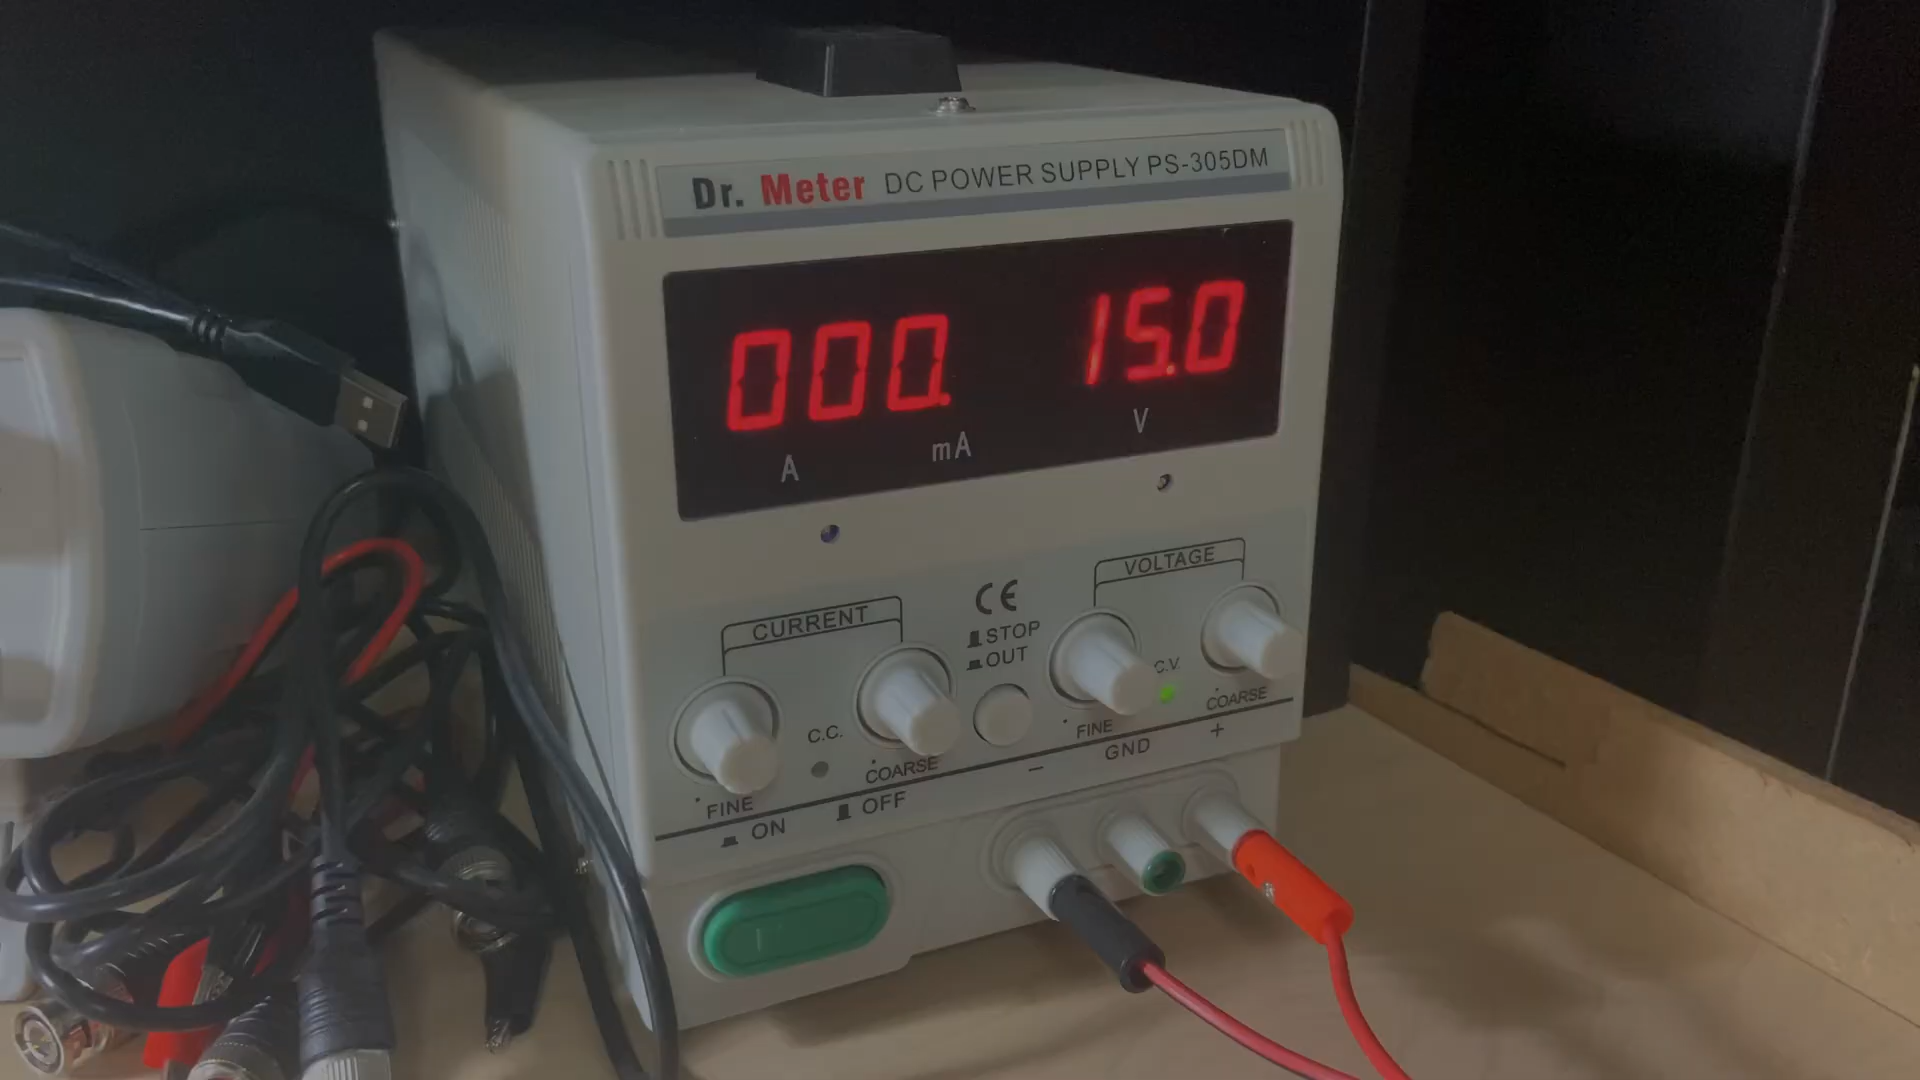 Dr. Meter DC POWER SUPPLY PS-305DM
000. 15.0
A mA V
CURRENT
CE
STOP
OUT
VOLTAGE
C.C.
C.V.
FINE
COARSE
FINE
COARSE
ON
OFF
−
GND
+